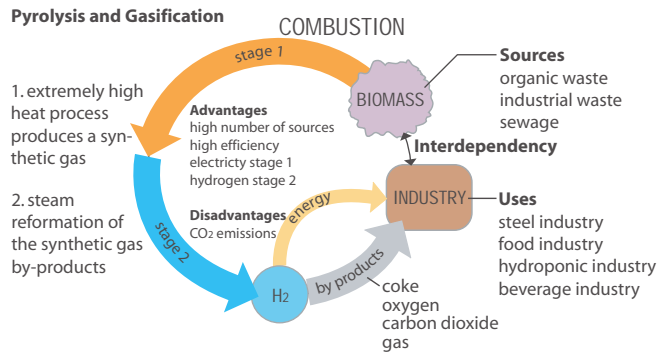 Pyrolysis and Gasification
COMBUSTION
stage 1
1. extremely high
heat process
produces a syn-
thetic gas
2. steam
reformation of
the synthetic gas
by-products
Advantages
high number of sources
high efficiency
electricty stage 1
hydrogen stage 2
Disadvantages
CO2 emissions
stage 2
BIOMASS
Sources
organic waste
industrial waste
sewage
Interdependency
INDUSTRY
Uses
steel industry
food industry
hydroponic industry
beverage industry
energy
H2
by products
coke
oxygen
carbon dioxide
gas